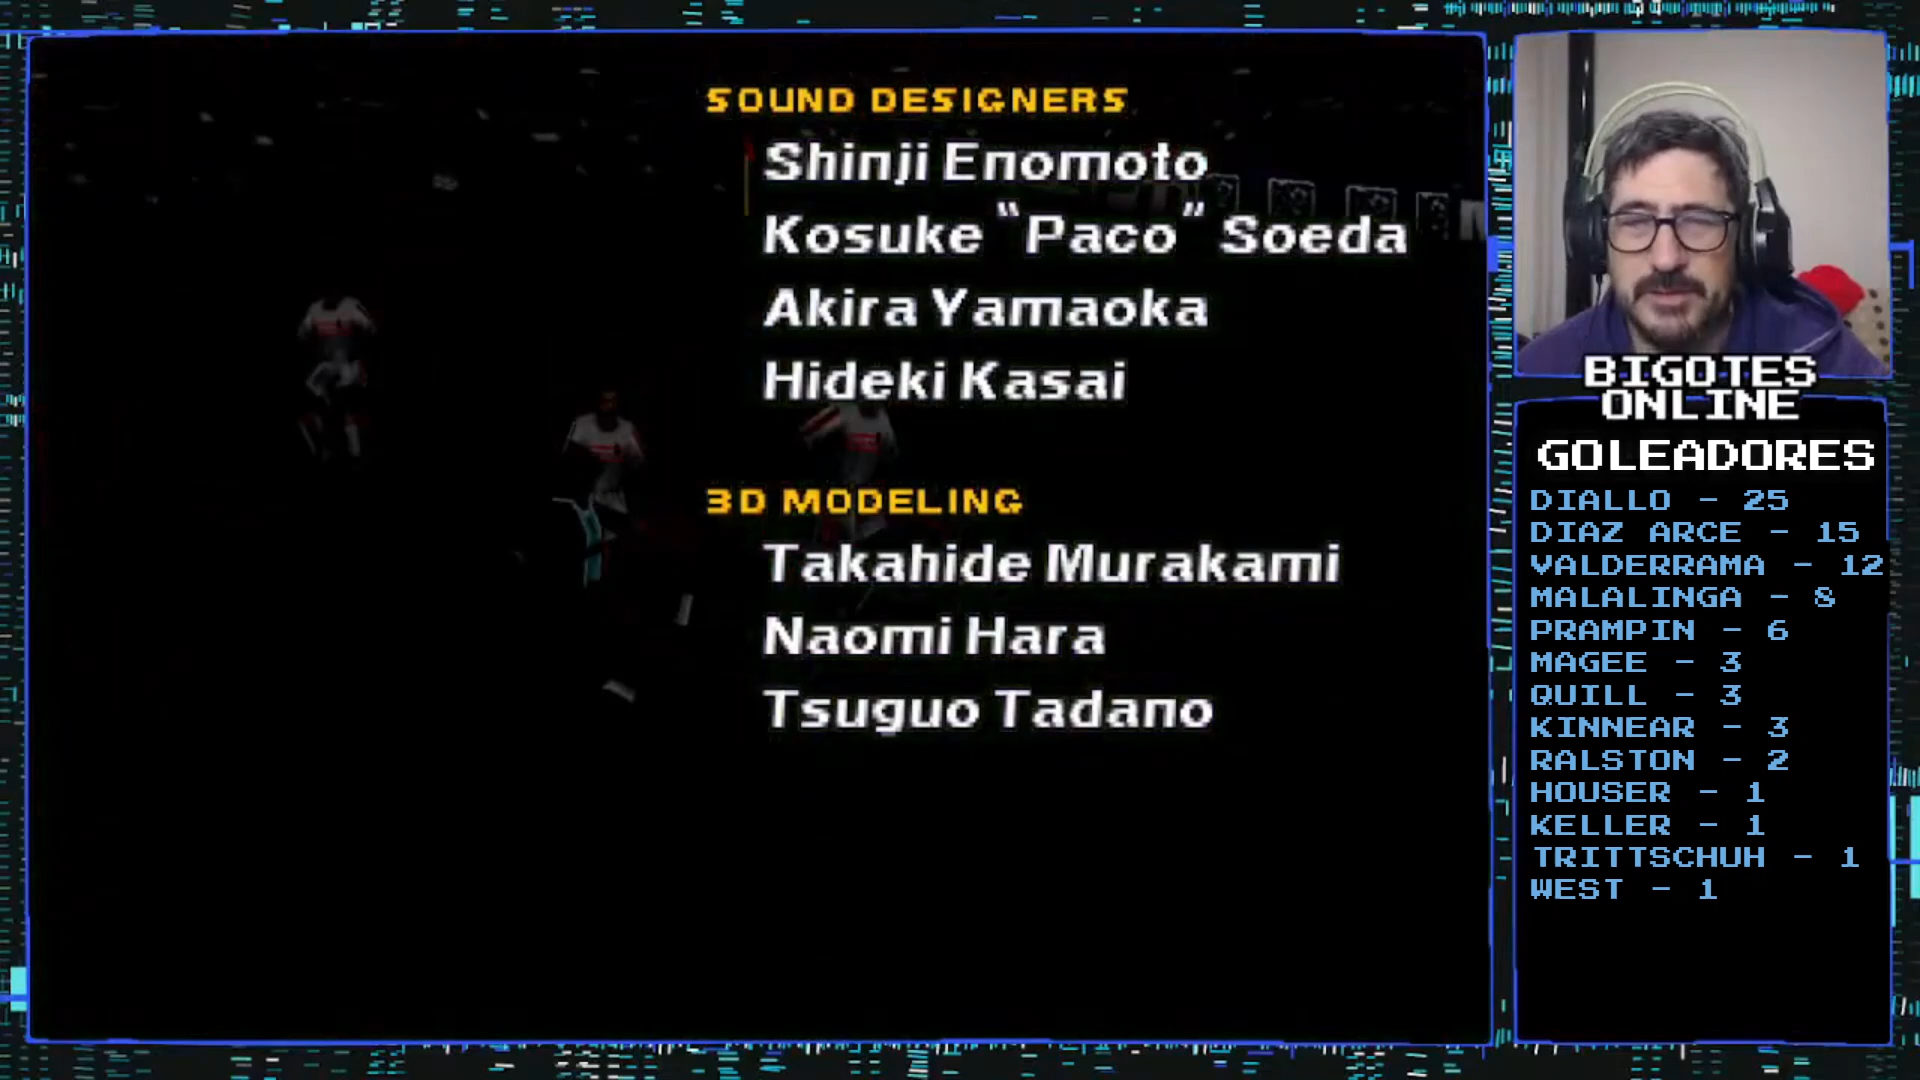 SOUND DESIGNERS
Shinji Enomoto
Kosuke "Paco" Soeda
Akira Yamaoka
Hideki Kasai
3D MODELING
Takahide Murakami
Naomi Hara
Tsuguo Tadano
BIGOTES
ONLINE
GOLEADORES
DIALLO - 25
DIAZ ARCE - 15
VALDERRAMA - 12
MALALINGA - 8
PRAMPIN - 6
MAGEE - 3
QUILL - 3
KINNEAR - 3
RALSTON - 2
HOUSER - 1
KELLER - 1
TRITTSCHUH - 1
WEST - 1